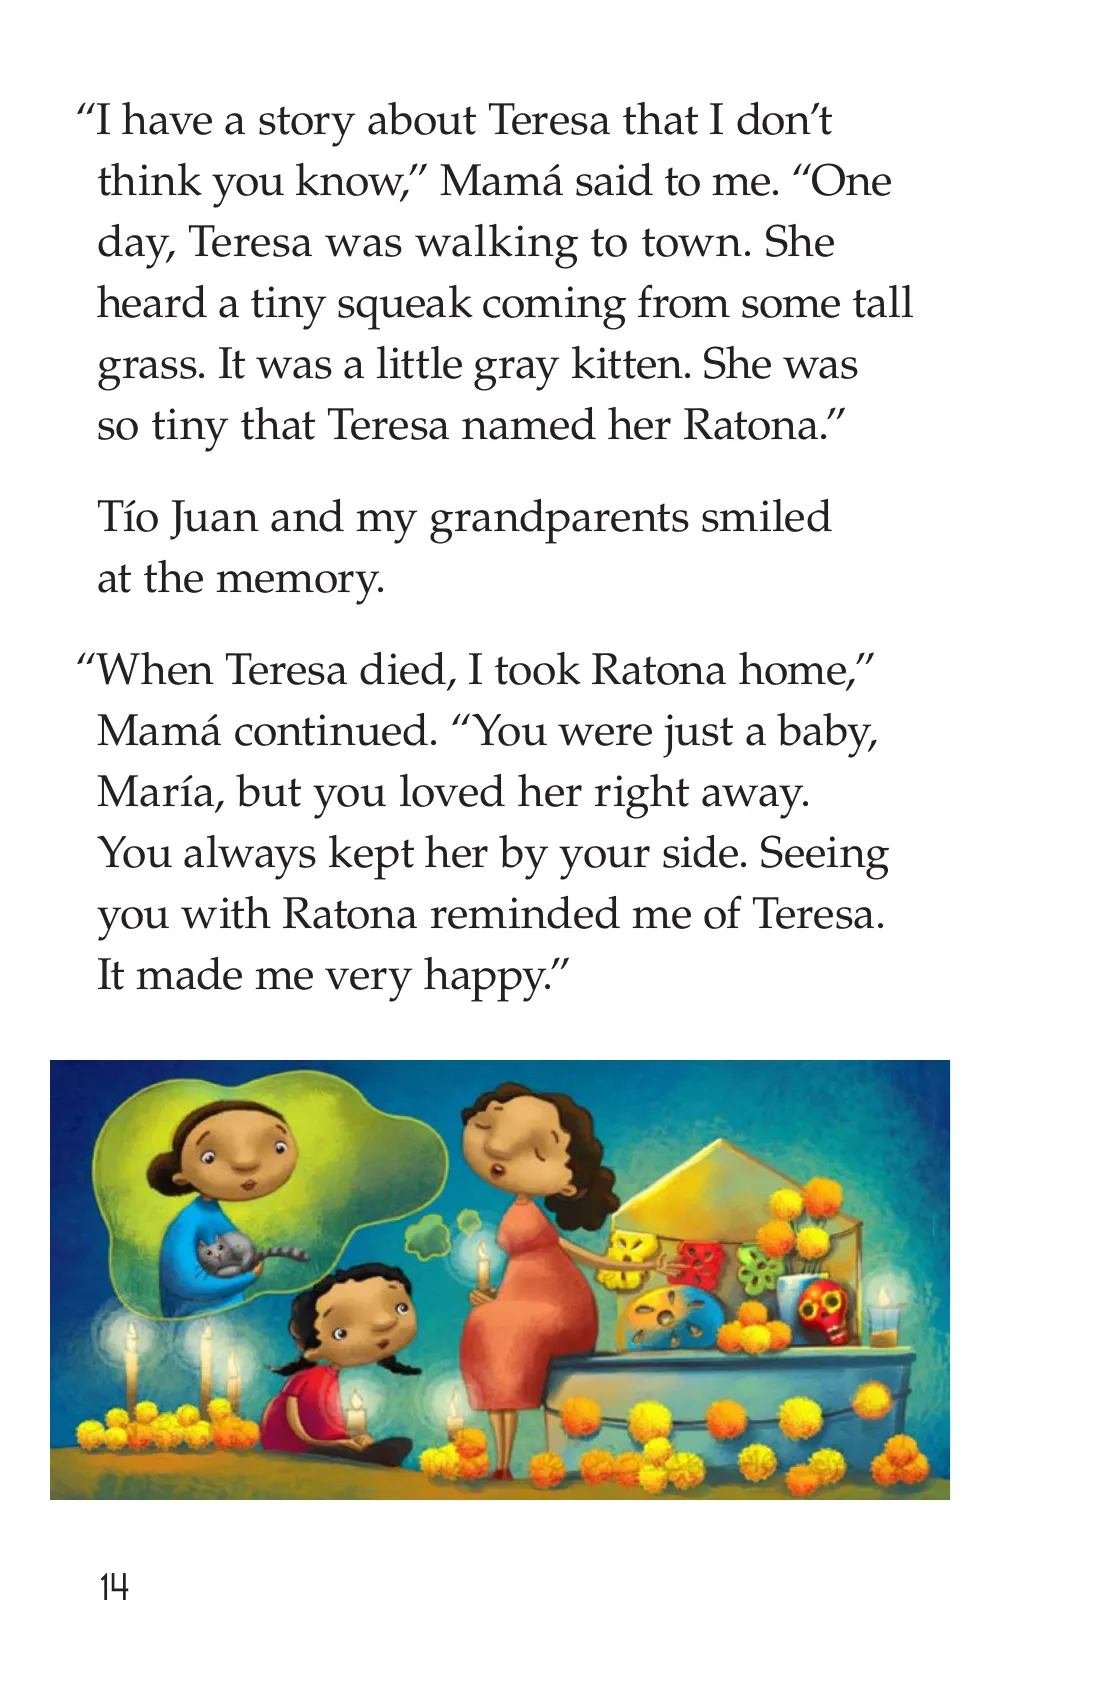 “I have a story about Teresa that I don’t
think you know,” Mamá said to me. “One
day, Teresa was walking to town. She
heard a tiny squeak coming from some tall
grass. It was a little gray kitten. She was
so tiny that Teresa named her Ratona.”
Tío Juan and my grandparents smiled
at the memory.
“When Teresa died, I took Ratona home,”
Mamá continued. “You were just a baby,
María, but you loved her right away.
You always kept her by your side. Seeing
you with Ratona reminded me of Teresa.
It made me very happy.”
14